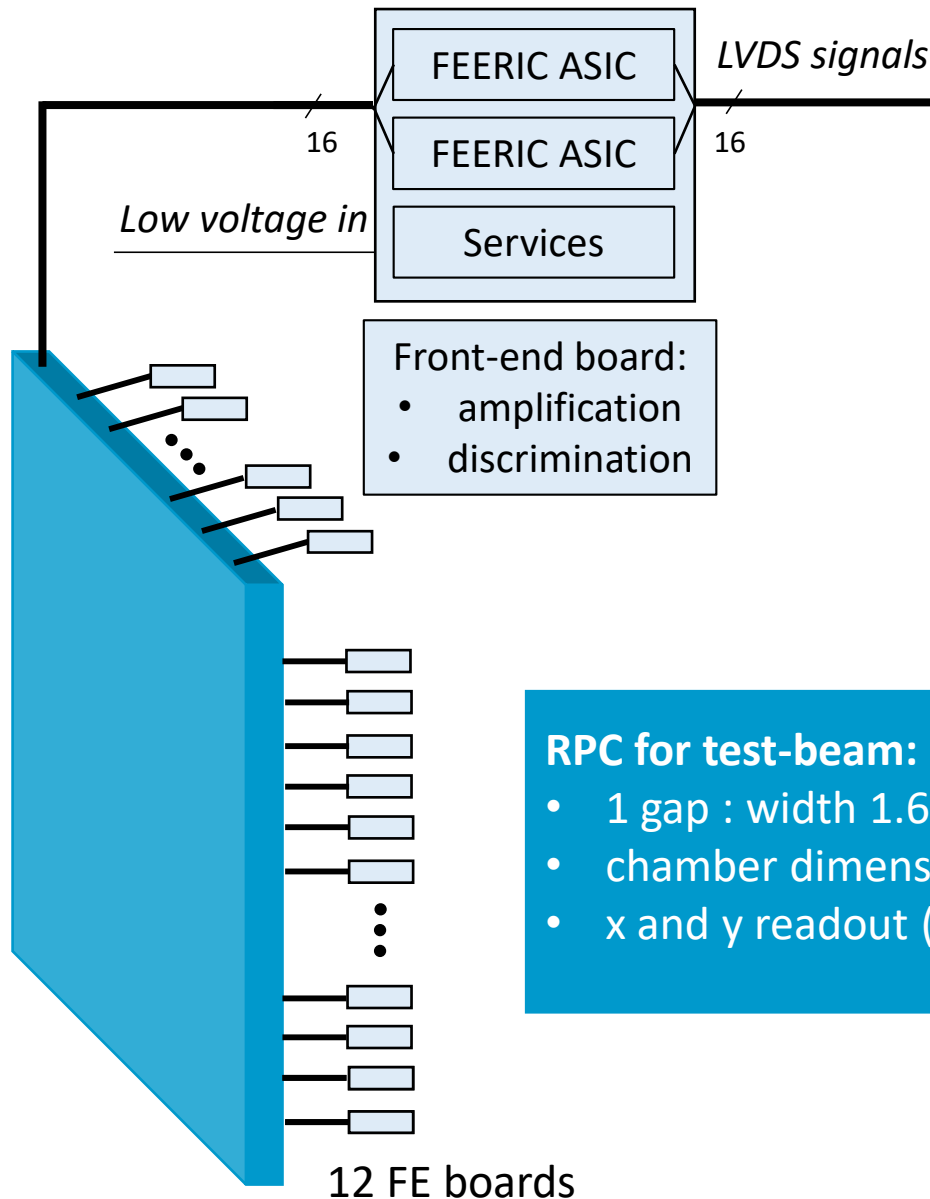 FEERIC ASIC
LVDS signals
16
FEERIC ASIC
16
Low voltage in
Services
Front-end board:
• amplification
• discrimination
RPC for test-beam:
• 1 gap : width 1.6
• chamber dimens
• x and y readout (
12 FE boards